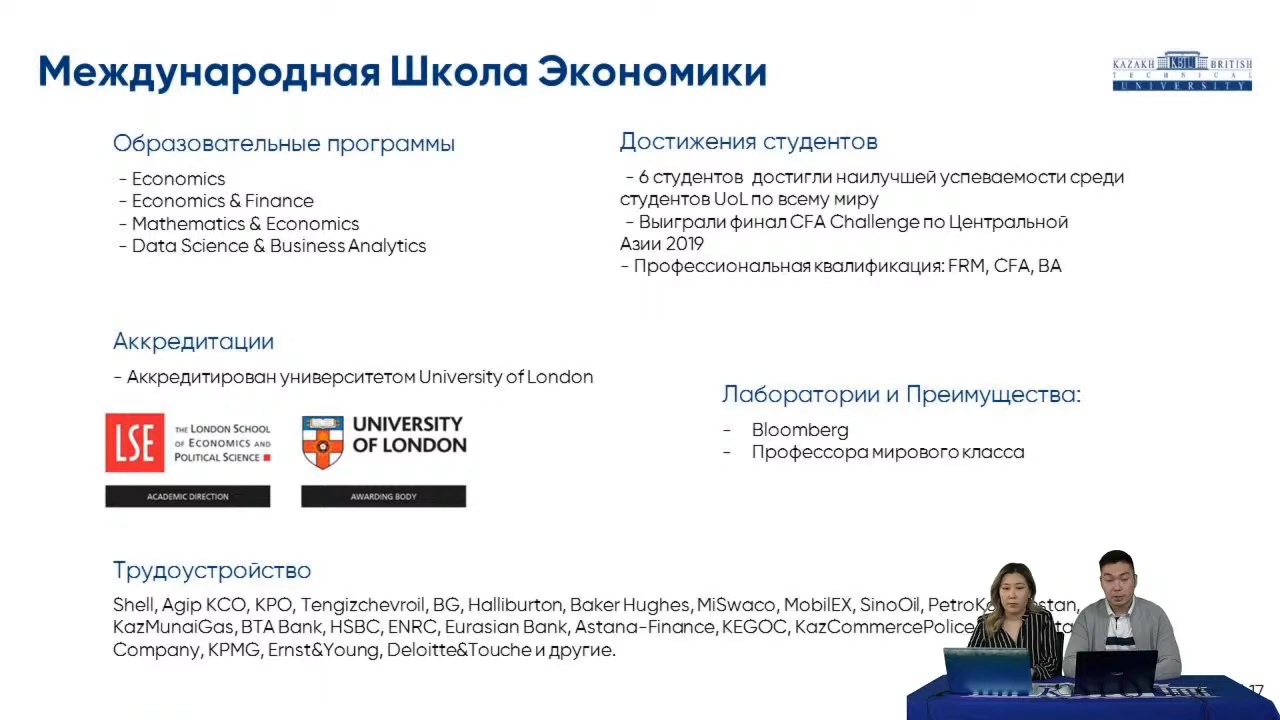 Международная Школа Экономики
KAZAKH KBTU BRITISH
TECHNICAL
UNIVERSITY
Образовательные программы
- Economics
- Economics & Finance
- Mathematics & Economics
- Data Science & Business Analytics
Достижения студентов
- 6 студентов достигли наилучшей успеваемости среди
студентов UoL по всему миру
- Выиграли финал CFA Challenge по Центральной
Азии 2019
- Профессиональная квалификация: FRM, CFA, BA
Аккредитации
- Аккредитирован университетом University of London
LSE THE LONDON SCHOOL
OF ECONOMICS AND
POLITICAL SCIENCE
ACADEMIC DIRECTION
UNIVERSITY
OF LONDON
AWARDING BODY
Лаборатории и Преимущества:
- Bloomberg
- Профессора мирового класса
Трудоустройство
Shell, Agip KCO, KPO, Tengizchevroil, BG, Halliburton, Baker Hughes, MiSwaco, MobilEX, SinoOil,
KazMunaiGas, BTA Bank, HSBC, ENRC, Eurasian Bank, Astana-Finance, KEGOC, KazCommercePolice
Company, KPMG, Ernst&Young, Deloitte&Touche и другие.
17